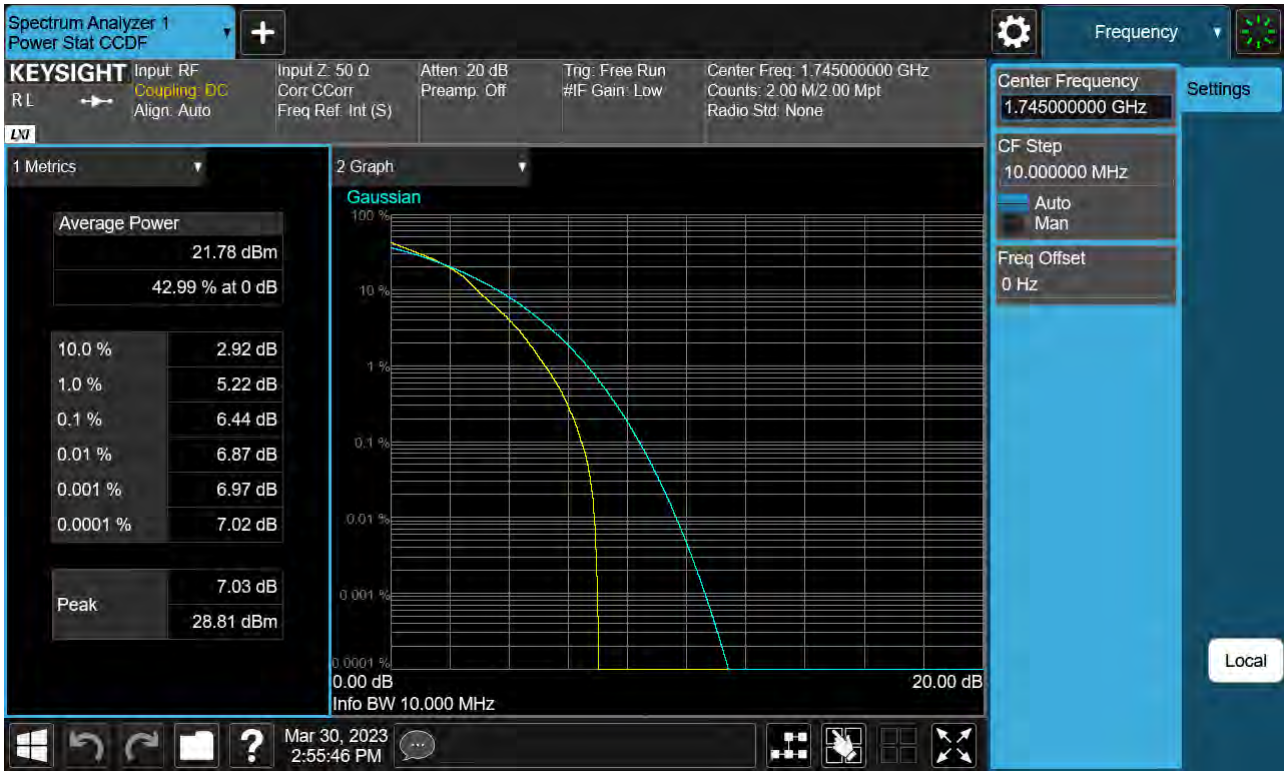 Spectrum Analyzer 1
Power Stat CCDF
+
Frequency
KEYSIGHT
R L
LXI
Input: RF
Coupling: DC
Align: Auto
Input Z: 50 Ω
Corr CCorr
Freq Ref: Int (S)
Atten: 20 dB
Preamp: Off
Trig: Free Run
#IF Gain: Low
Center Freq: 1.745000000 GHz
Counts: 2.00 M/2.00 Mpt
Radio Std: None
Center Frequency
1.745000000 GHz
Settings
CF Step
10.000000 MHz
Auto
Man
Freq Offset
0 Hz
1 Metrics
Average Power
21.78 dBm
42.99 % at 0 dB
10.0 % 2.92 dB
1.0 % 5.22 dB
0.1 % 6.44 dB
0.01 % 6.87 dB
0.001 % 6.97 dB
0.0001 % 7.02 dB
Peak 7.03 dB
28.81 dBm
2 Graph
Gaussian
100 %
10 %
1 %
0.1 %
0.01 %
0.001 %
0.0001 %
0.00 dB 20.00 dB
Info BW 10.000 MHz
Local
?
Mar 30, 2023
2:55:46 PM